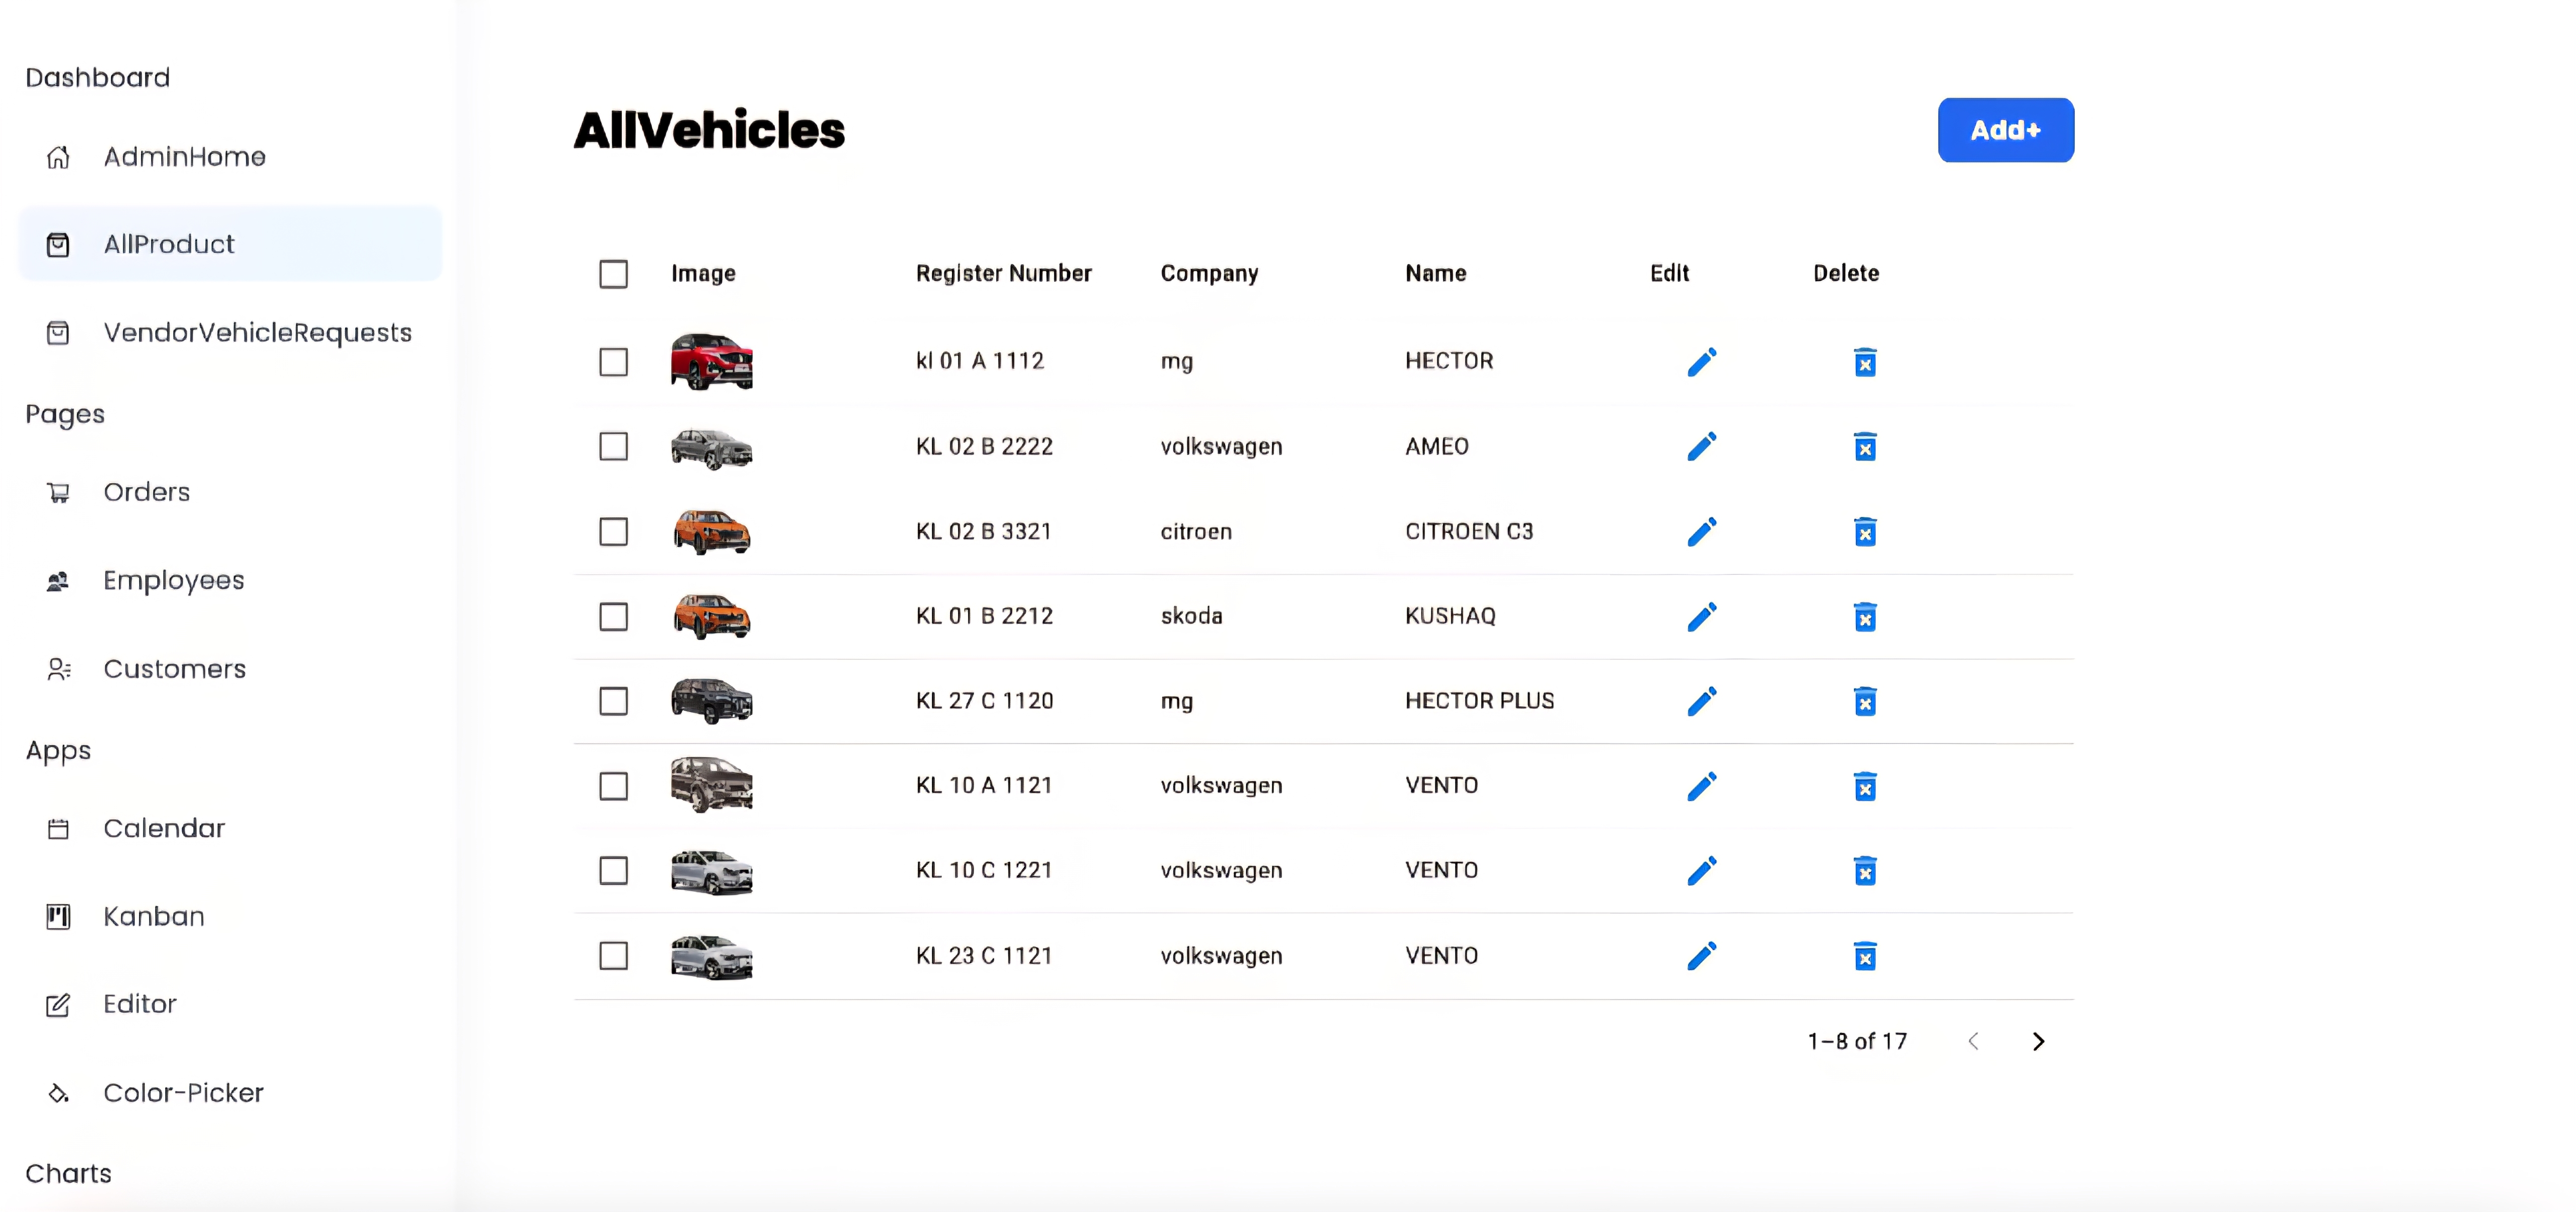 Dashboard
AdminHome
AllProduct
VendorVehicleRequests
Pages
Orders
Employees
Customers
Apps
Calendar
Kanban
Editor
Color-Picker
Charts
AllVehicles
Add+
Image Register Number Company Name Edit Delete
kl 01 A 1112 mg HECTOR
KL 02 B 2222 volkswagen AMEO
KL 02 B 3321 citroen CITROEN C3
KL 01 B 2212 skoda KUSHAQ
KL 27 C 1120 mg HECTOR PLUS
KL 10 A 1121 volkswagen VENTO
KL 10 C 1221 volkswagen VENTO
KL 23 C 1121 volkswagen VENTO
1–8 of 17